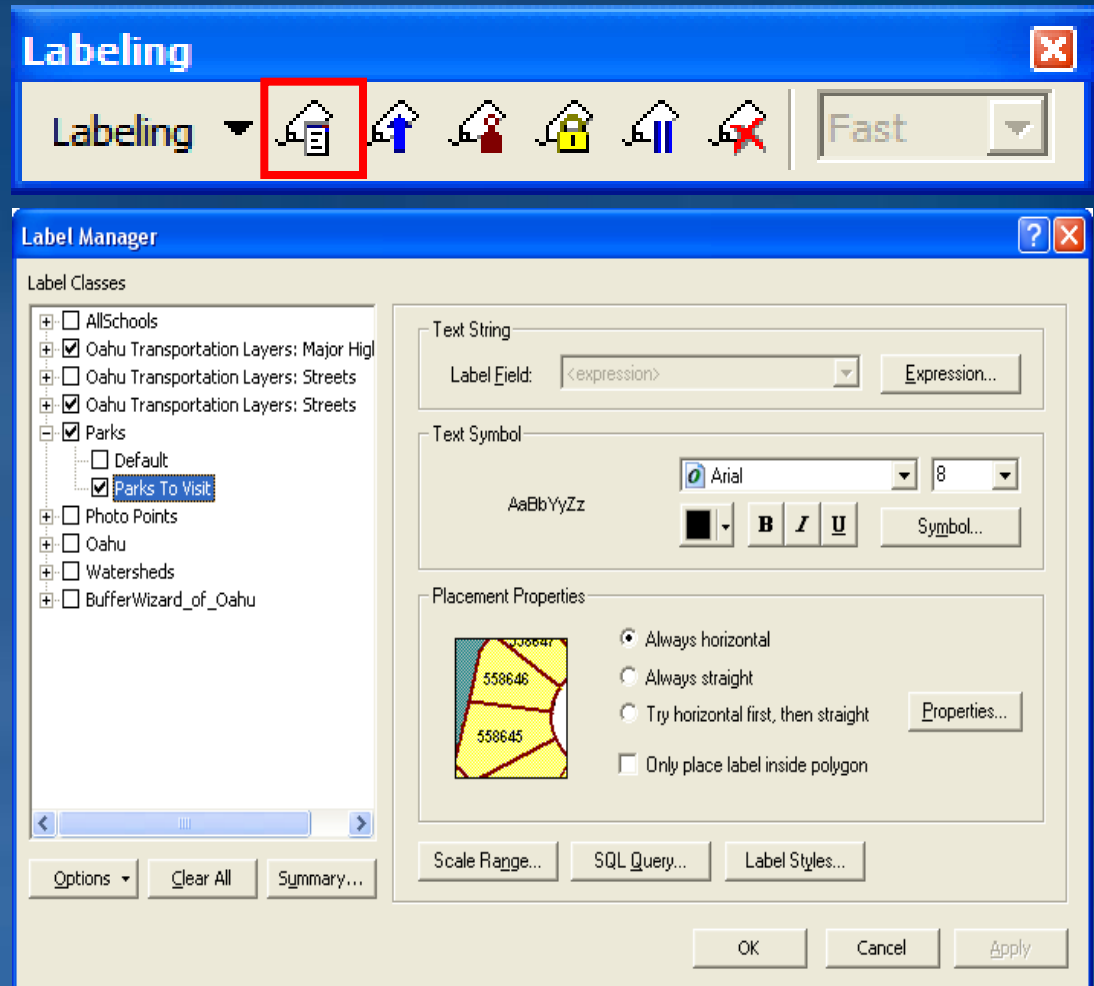 Labeling
Labeling
Fast
Label Manager
Label Classes
AllSchools
Oahu Transportation Layers: Major Higl
Oahu Transportation Layers: Streets
Oahu Transportation Layers: Streets
Parks
Default
Parks To Visit
Photo Points
Oahu
Watersheds
BufferWizard_of_Oahu
Options
Clear All
Summary...
Text String
Label Field: <expression> Expression...
Text Symbol
AaBbYyZz
Arial 8
B I U Symbol...
Placement Properties
558647
558646
558645
Always horizontal
Always straight
Try horizontal first, then straight
Properties...
Only place label inside polygon
Scale Range... SQL Query... Label Styles...
OK Cancel Apply